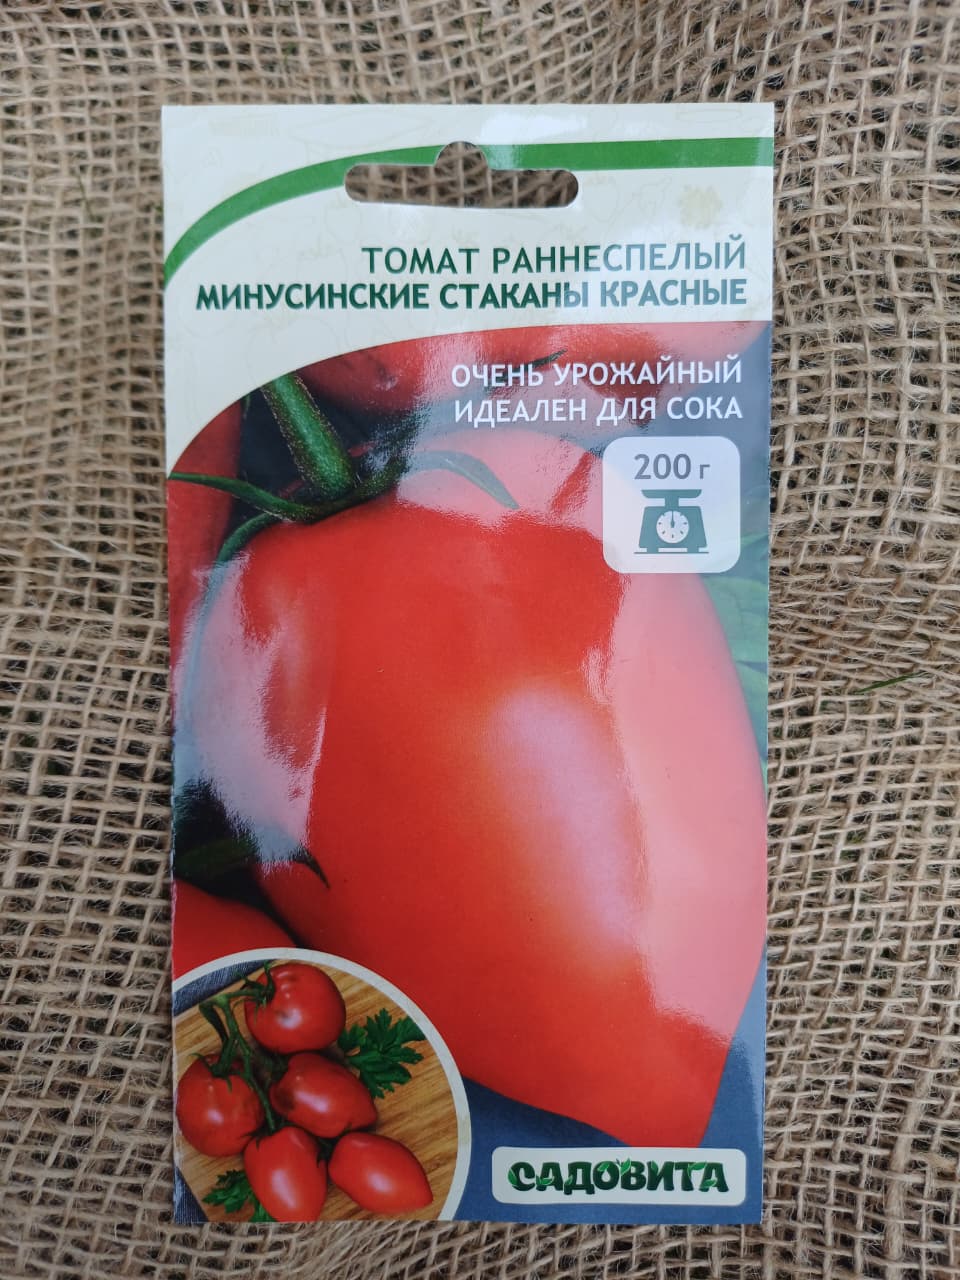 ТОМАТ РАННЕСПЕЛЫЙ
МИНУСИНСКИЕ СТАКАНЫ КРАСНЫЕ
ОЧЕНЬ УРОЖАЙНЫЙ
ИДЕАЛЕН ДЛЯ СОКА
200 г
САДОВИТА